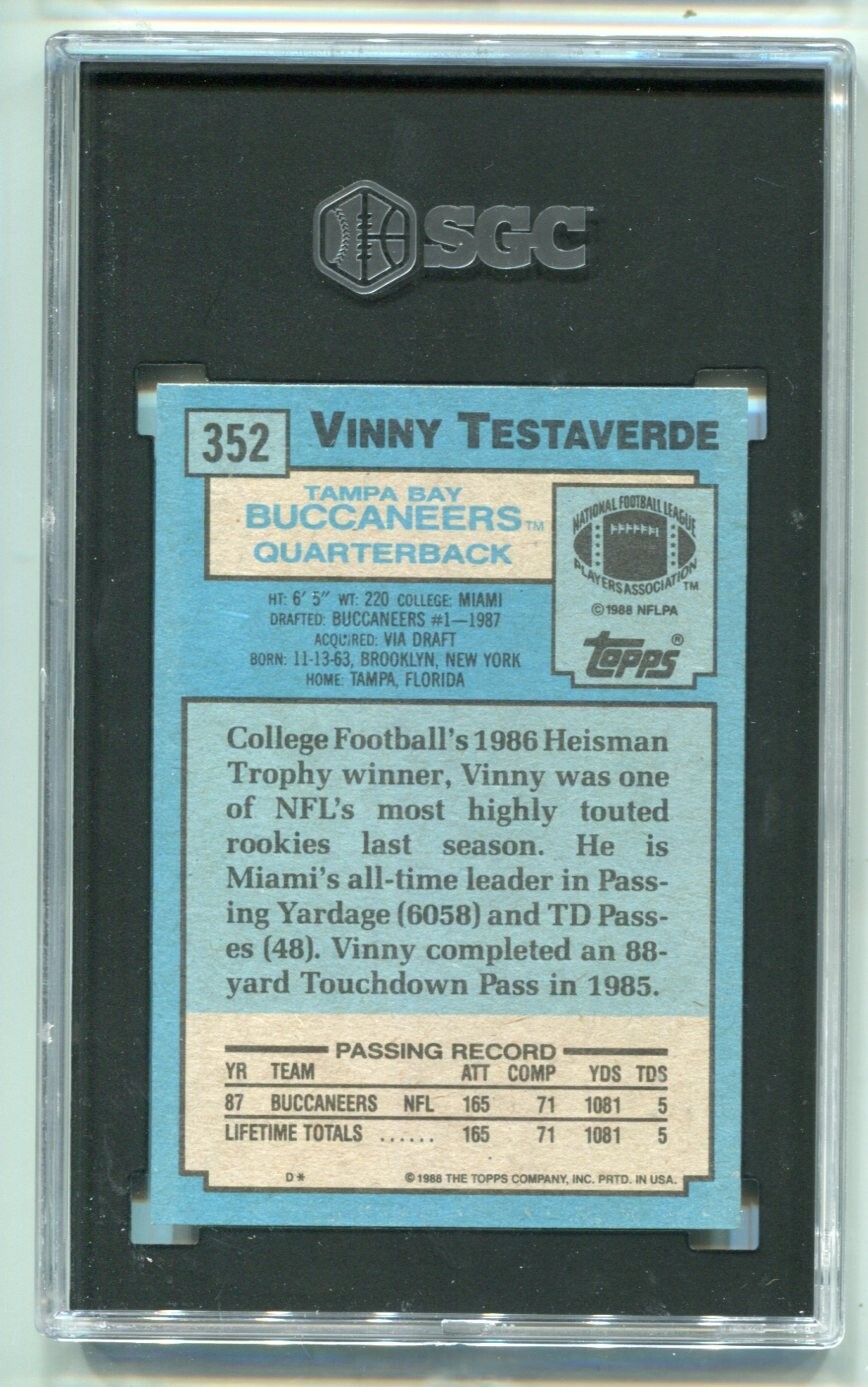 SGC
352 VINNY TESTAVERDE
TAMPA BAY
BUCCANEERS™
QUARTERBACK
NATIONAL FOOTBALL LEAGUE
PLAYERS ASSOCIATION™
©1988 NFLPA
topps®
HT: 6' 5" WT: 220 COLLEGE: MIAMI
DRAFTED: BUCCANEERS #1—1987
ACQUIRED: VIA DRAFT
BORN: 11-13-63, BROOKLYN, NEW YORK
HOME: TAMPA, FLORIDA
College Football's 1986 Heisman
Trophy winner, Vinny was one
of NFL's most highly touted
rookies last season. He is
Miami's all-time leader in Pass-
ing Yardage (6058) and TD Pass-
es (48). Vinny completed an 88-
yard Touchdown Pass in 1985.
PASSING RECORD
YR TEAM ATT COMP YDS TDS
87 BUCCANEERS NFL 165 71 1081 5
LIFETIME TOTALS ...... 165 71 1081 5
D* ©1988 THE TOPPS COMPANY, INC. PRTD. IN USA.